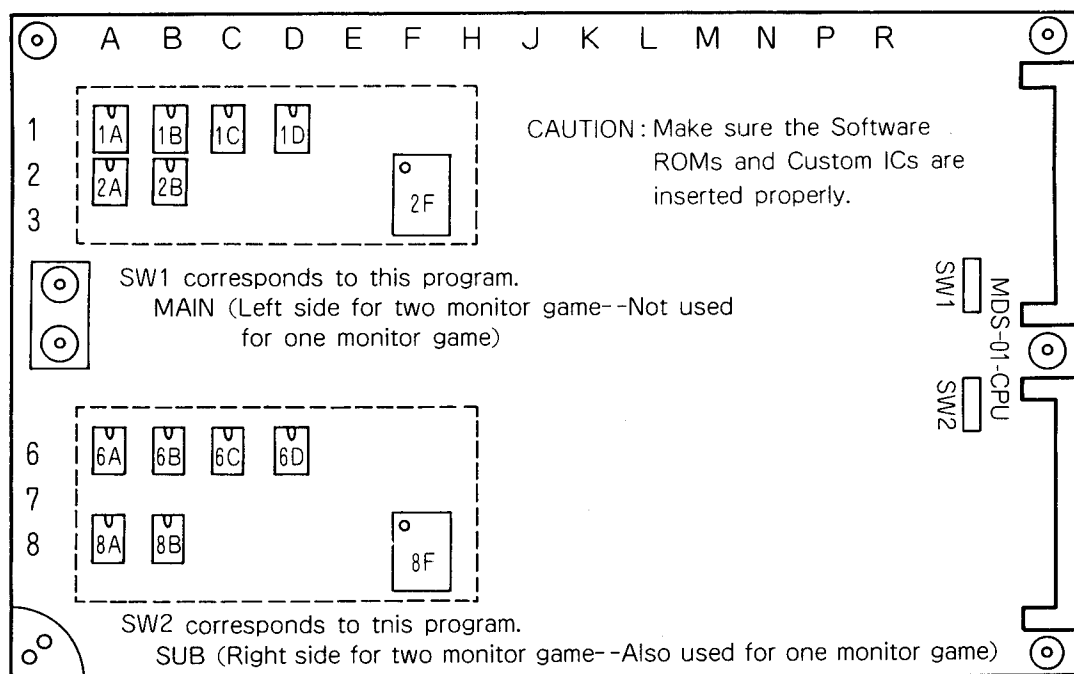 A B C D E F H J K L M N P R
1 1A 1B 1C 1D
CAUTION: Make sure the Software
ROMs and Custom ICs are
inserted properly.
2 2A 2B 2F
3
SW1 corresponds to this program.
MAIN (Left side for two monitor game--Not used
for one monitor game)
SW1
MDS-01-CPU
SW2
6 6A 6B 6C 6D
7
8 8A 8B 8F
SW2 corresponds to tnis program.
SUB (Right side for two monitor game--Also used for one monitor game)